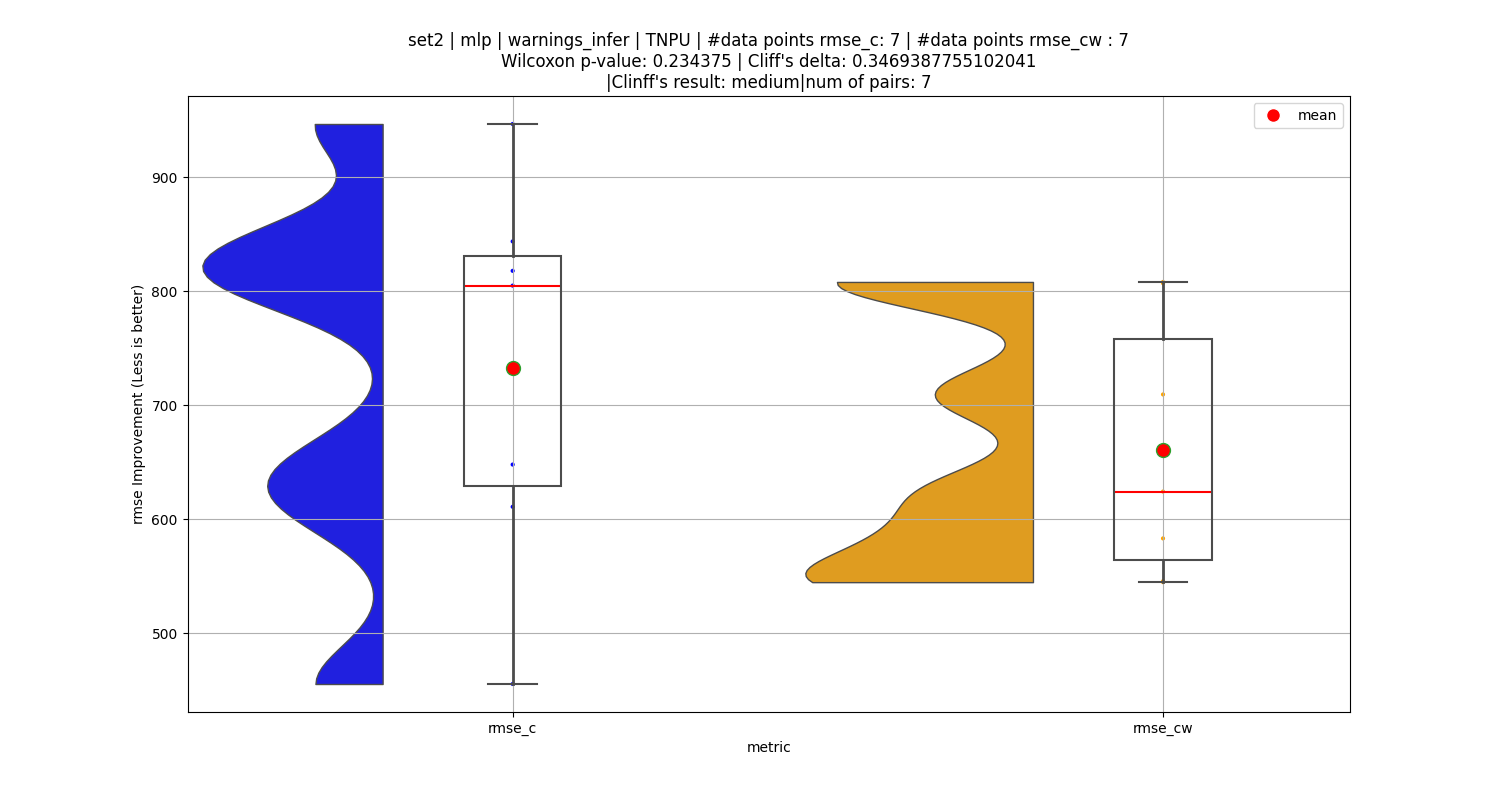 set2 | mlp | warnings_infer | TNPU | #data points rmse_c: 7 | #data points rmse_cw : 7
Wilcoxon p-value: 0.234375 | Cliff's delta: 0.3469387755102041
|Clinff's result: medium|num of pairs: 7
mean
rmse Improvement (Less is better)
900
800
700
600
500
rmse_c
rmse_cw
metric